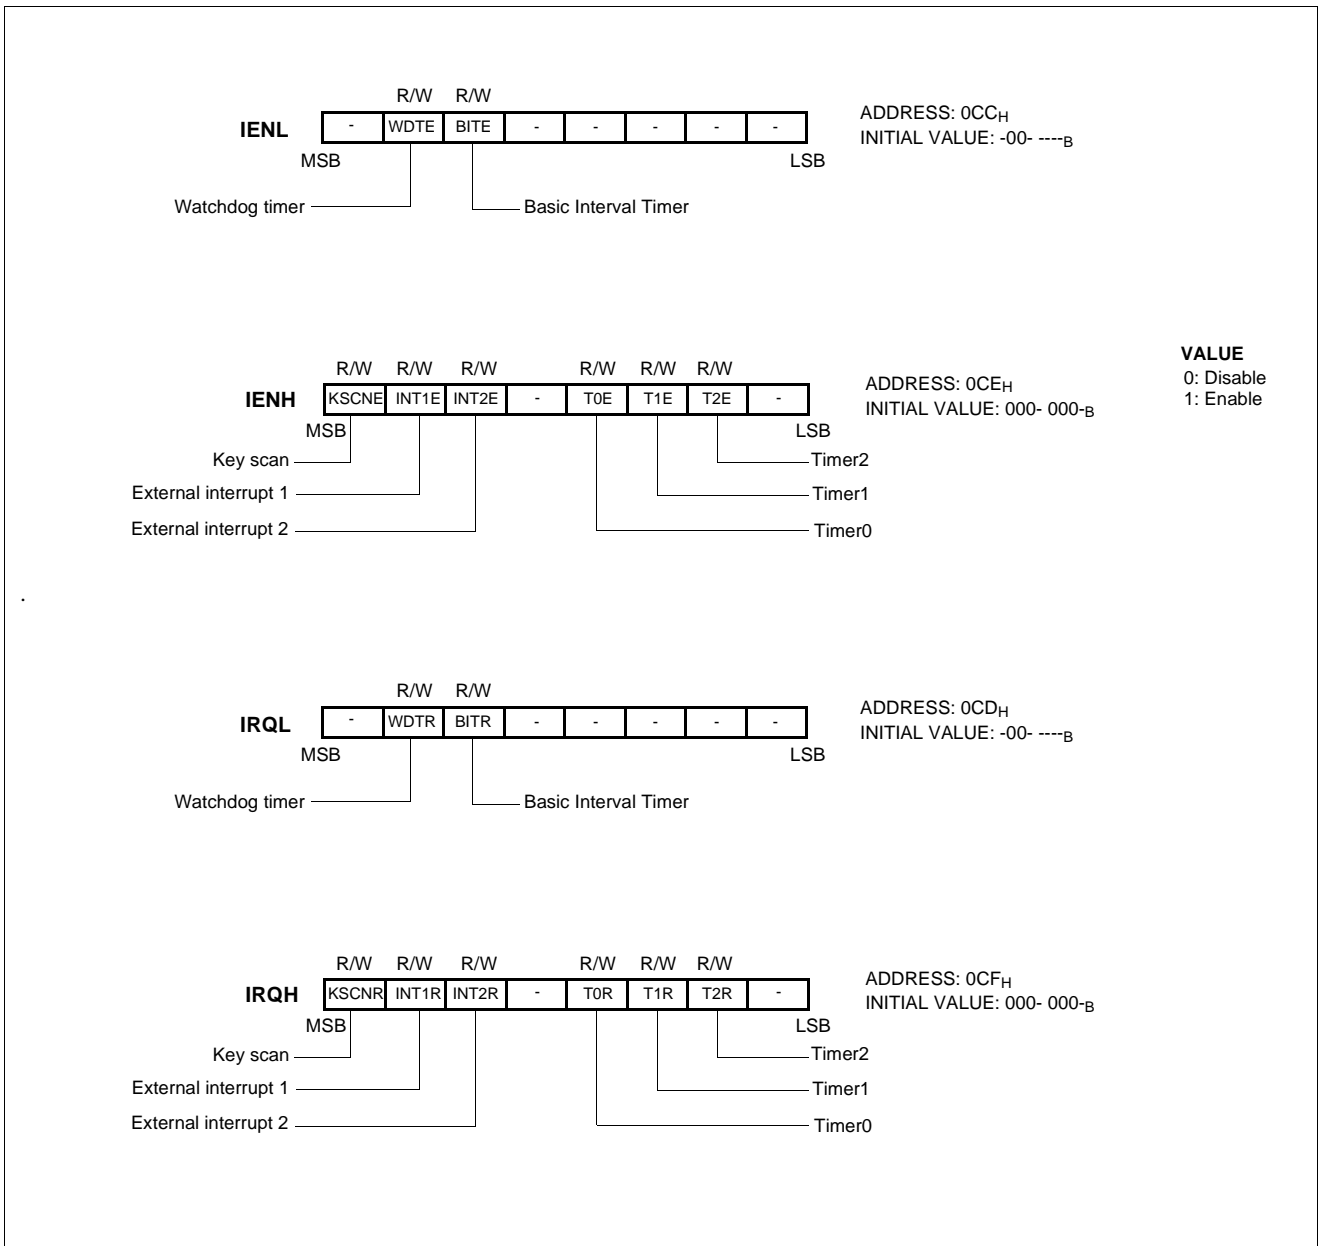 R/W R/W
IENL - WDTE BITE - - - - - ADDRESS: 0CCH
INITIAL VALUE: -00- ----B
MSB LSB
Watchdog timer Basic Interval Timer
VALUE
0: Disable
1: Enable
R/W R/W R/W R/W R/W R/W
IENH KSCNE INT1E INT2E - T0E T1E T2E - ADDRESS: 0CEH
INITIAL VALUE: 000- 000-B
MSB LSB
Key scan Timer2
External interrupt 1 Timer1
External interrupt 2 Timer0
.
R/W R/W
IRQL - WDTR BITR - - - - - ADDRESS: 0CDH
INITIAL VALUE: -00- ----B
MSB LSB
Watchdog timer Basic Interval Timer
R/W R/W R/W R/W R/W R/W
IRQH KSCNR INT1R INT2R - T0R T1R T2R - ADDRESS: 0CFH
INITIAL VALUE: 000- 000-B
MSB LSB
Key scan Timer2
External interrupt 1 Timer1
External interrupt 2 Timer0